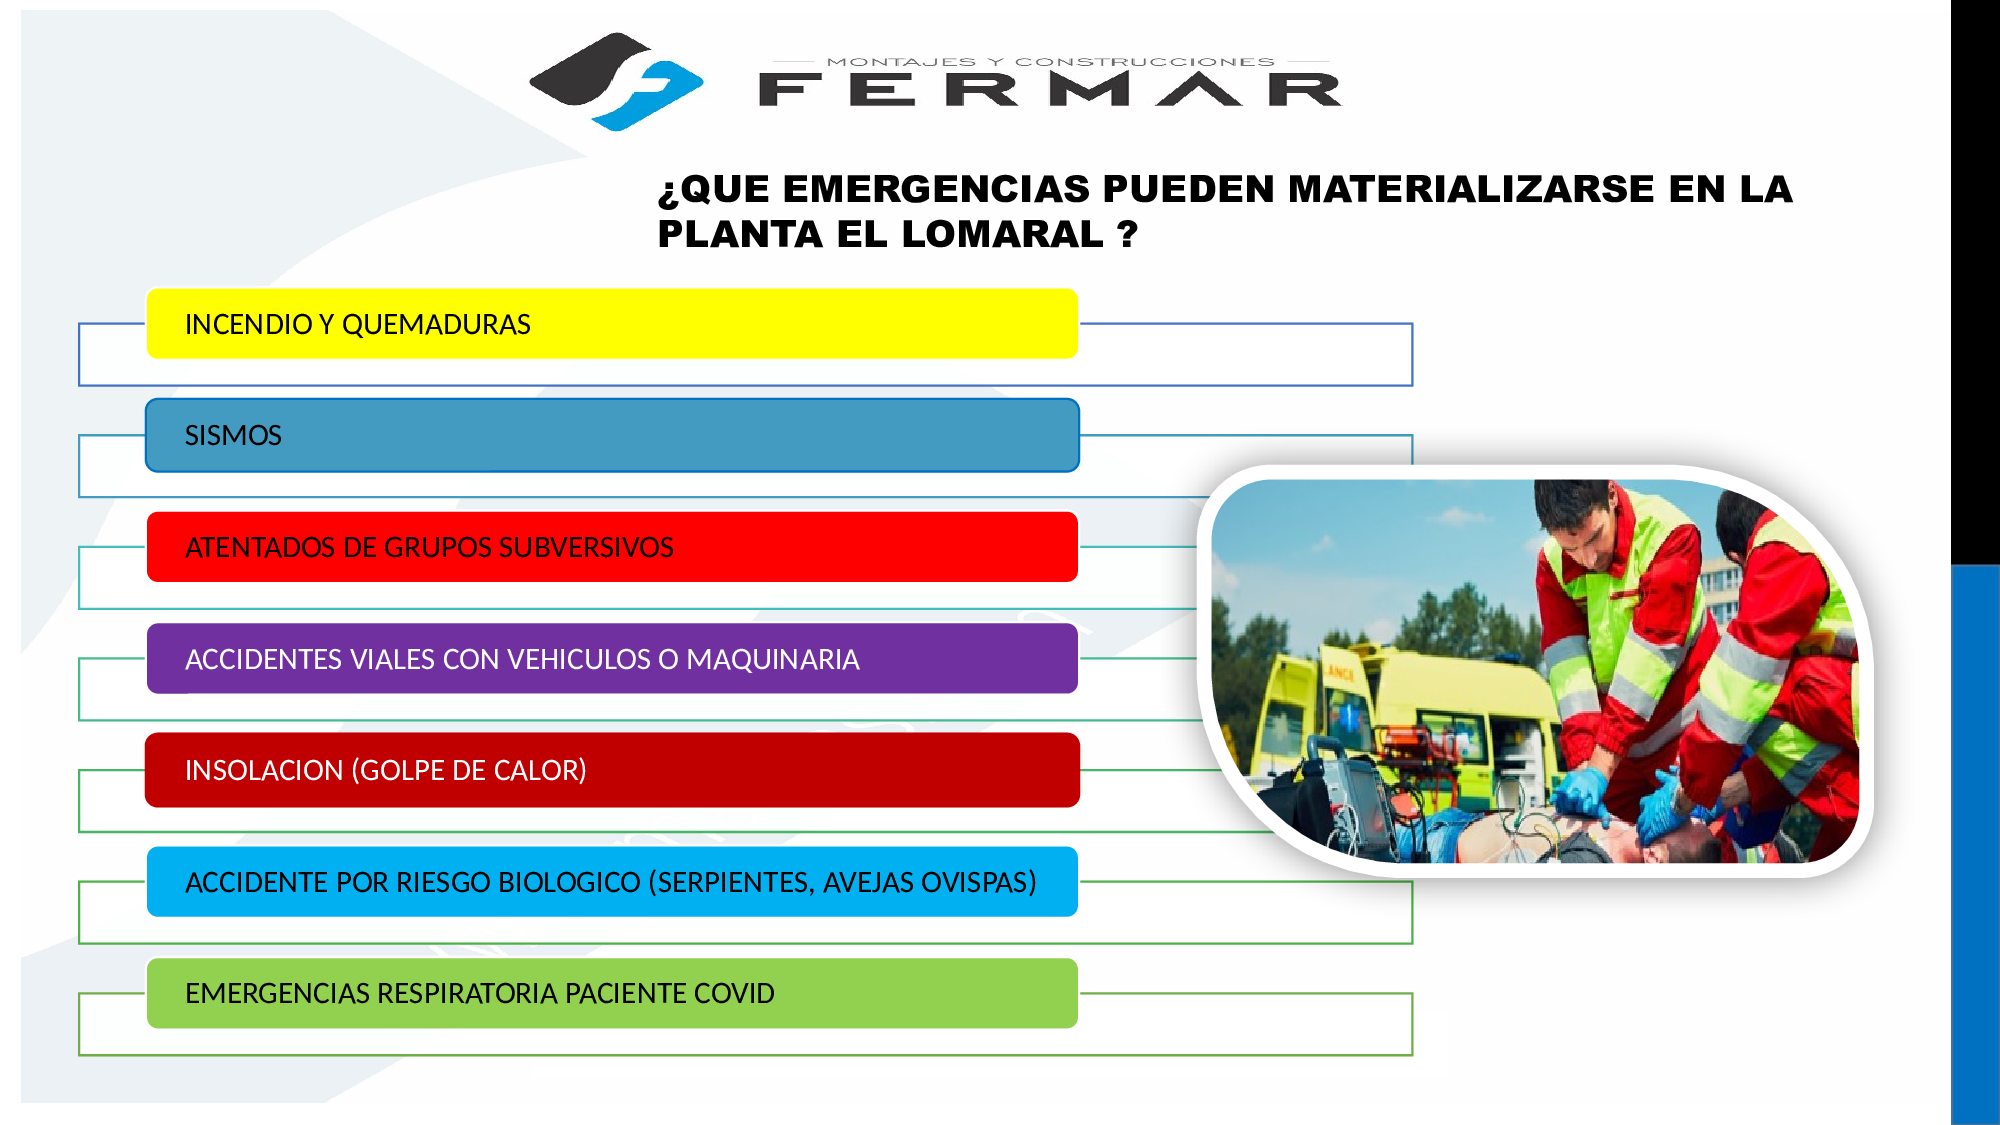 MONTAJES Y CONSTRUCCIONES
FERMAR
¿QUE EMERGENCIAS PUEDEN MATERIALIZARSE EN LA
PLANTA EL LOMARAL ?
INCENDIO Y QUEMADURAS
SISMOS
ATENTADOS DE GRUPOS SUBVERSIVOS
ACCIDENTES VIALES CON VEHICULOS O MAQUINARIA
INSOLACION (GOLPE DE CALOR)
ACCIDENTE POR RIESGO BIOLOGICO (SERPIENTES, AVEJAS OVISPAS)
EMERGENCIAS RESPIRATORIA PACIENTE COVID